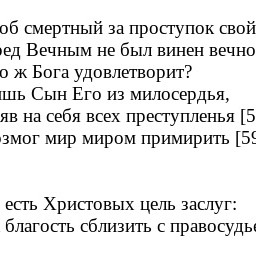 об смертный за проступок свой
ред Вечным не был винен вечно
о ж Бога удовлетворит?
шь Сын Его из милосердья,
яв на себя всех преступленья [5
озмог мир миром примирить [59
есть Христовых цель заслуг:
благость сблизить с правосудье